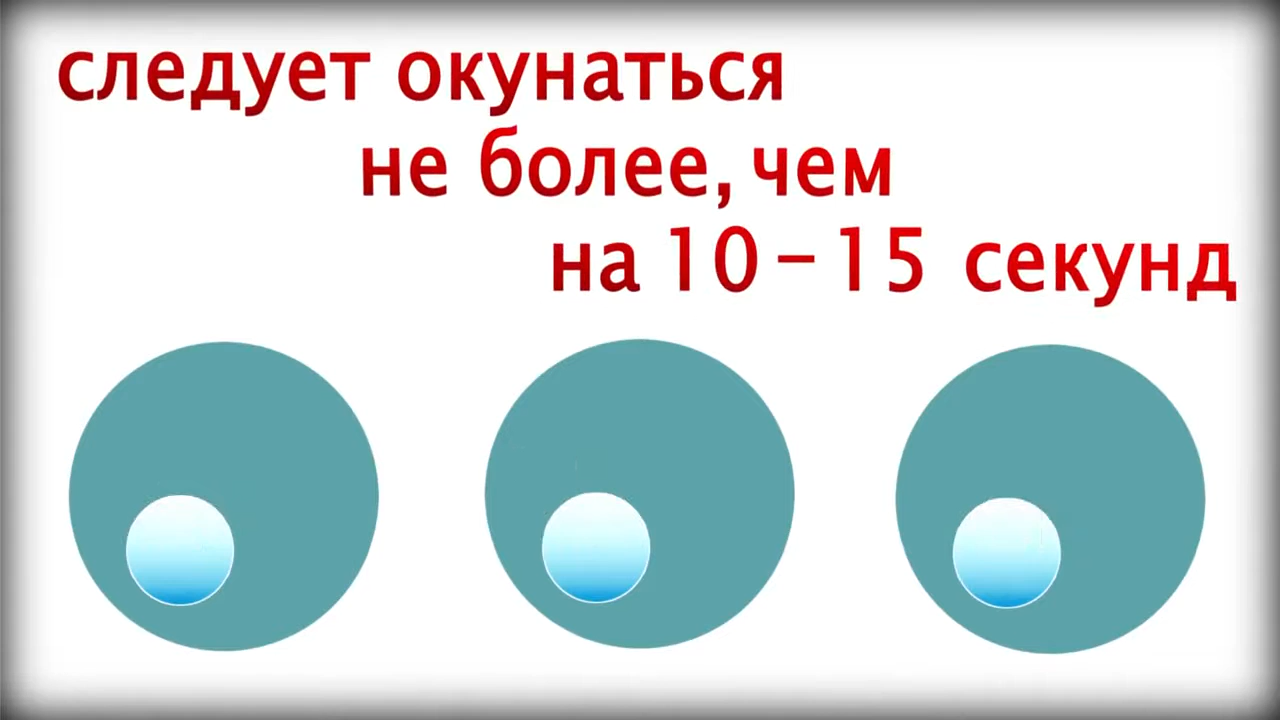 следует окунаться
не более, чем
на 10 – 15 секунд